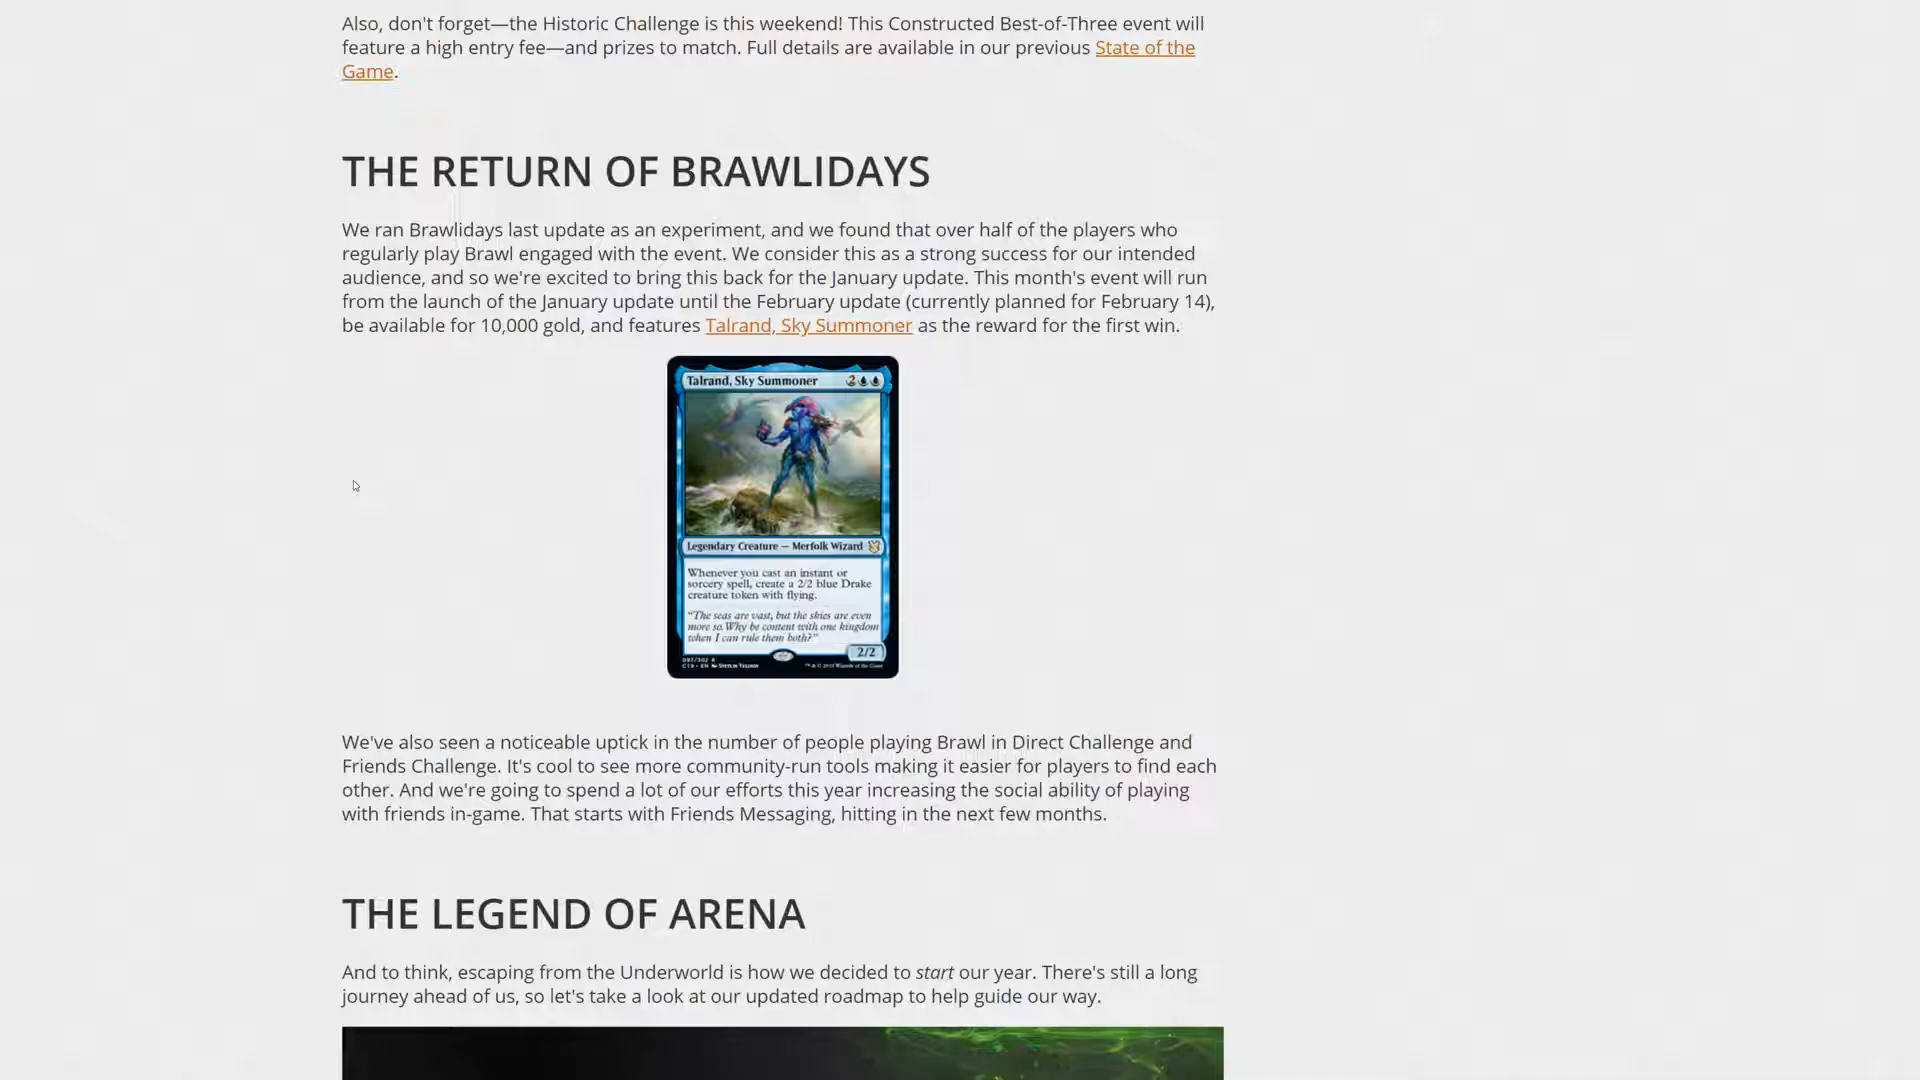 Also, don't forget—the Historic Challenge is this weekend! This Constructed Best-of-Three event will
feature a high entry fee—and prizes to match. Full details are available in our previous State of the
Game.
THE RETURN OF BRAWLIDAYS
We ran Brawlidays last update as an experiment, and we found that over half of the players who
regularly play Brawl engaged with the event. We consider this as a strong success for our intended
audience, and so we're excited to bring this back for the January update. This month's event will run
from the launch of the January update until the February update (currently planned for February 14),
be available for 10,000 gold, and features Talrand, Sky Summoner as the reward for the first win.
Talrand, Sky Summoner 2
Legendary Creature — Merfolk Wizard
Whenever you cast an instant or
sorcery spell, create a 2/2 blue Drake
creature token with flying.
"The seas are vast, but the skies are even
more so. Why be content with one kingdom
when I can rule them both?"
2/2
We've also seen a noticeable uptick in the number of people playing Brawl in Direct Challenge and
Friends Challenge. It's cool to see more community-run tools making it easier for players to find each
other. And we're going to spend a lot of our efforts this year increasing the social ability of playing
with friends in-game. That starts with Friends Messaging, hitting in the next few months.
THE LEGEND OF ARENA
And to think, escaping from the Underworld is how we decided to start our year. There's still a long
journey ahead of us, so let's take a look at our updated roadmap to help guide our way.